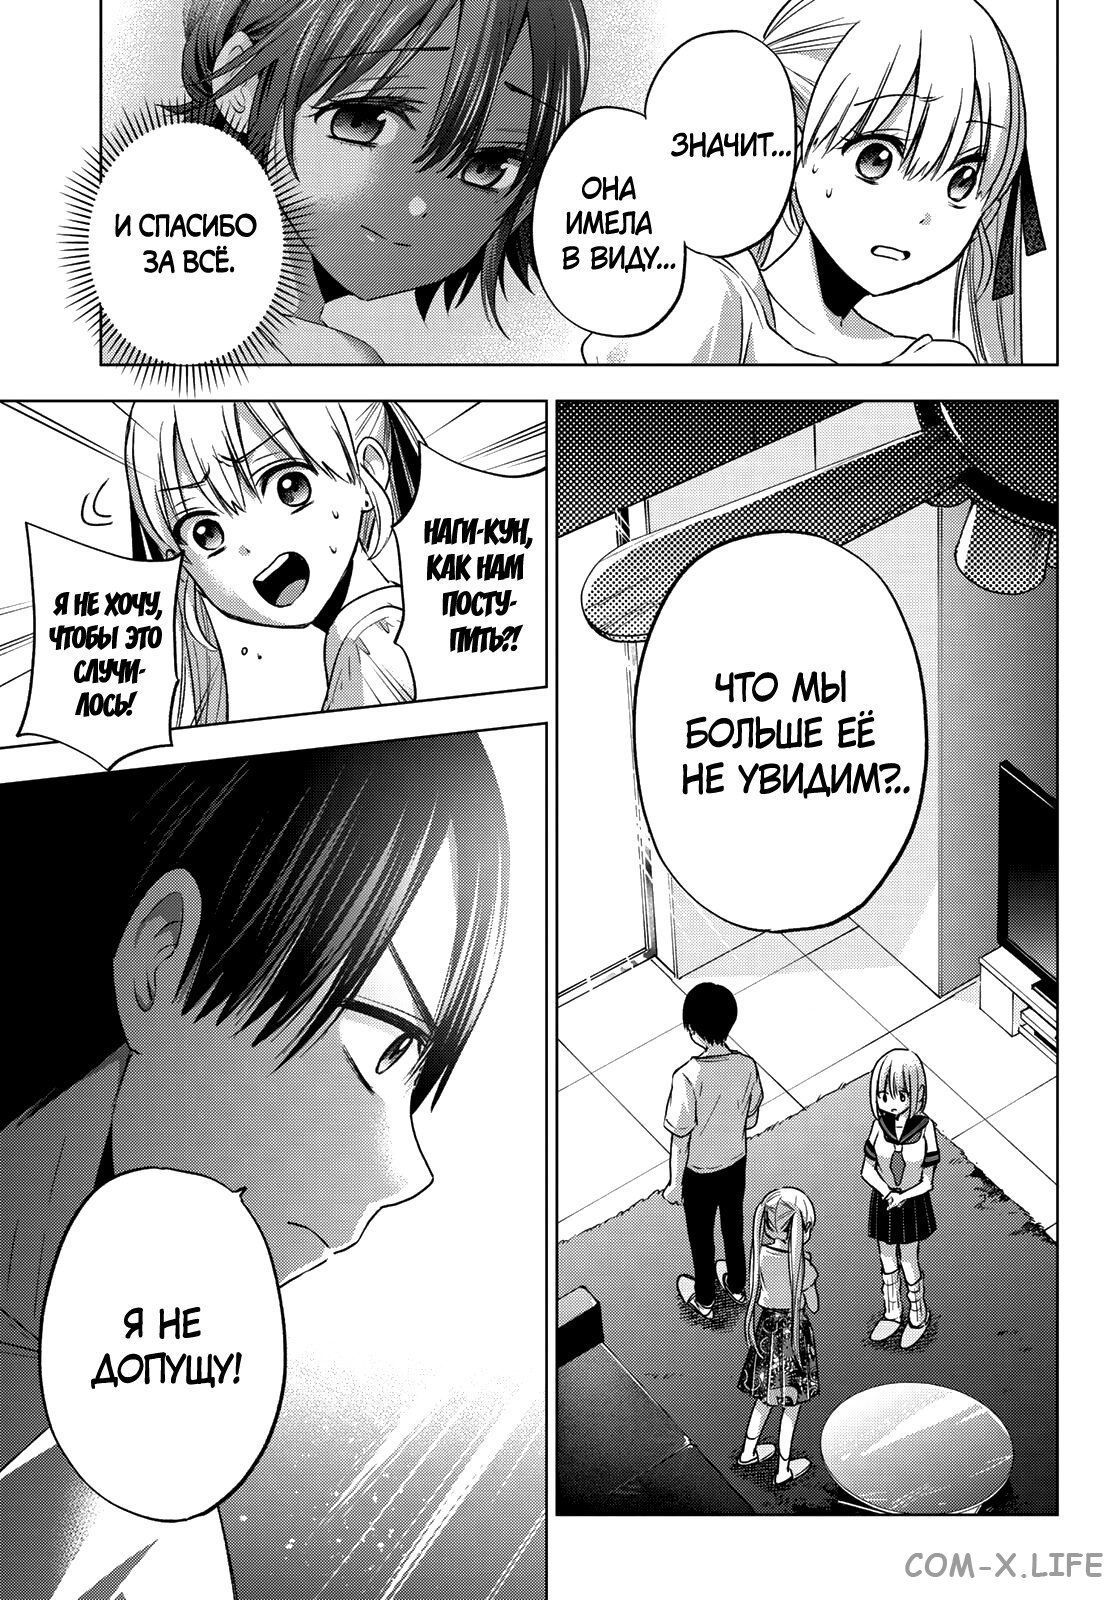 ЗНАЧИТ...
ОНА
ИМЕЛА
В ВИДУ...
И СПАСИБО
ЗА ВСЁ.
ЧТО МЫ
БОЛЬШЕ ЕЁ
НЕ УВИДИМ?..
НАГИ-КУН,
КАК НАМ
ПОСТУ-
ПИТЬ?!
Я НЕ ХОЧУ,
ЧТОБЫ ЭТО
СЛУЧИ-
ЛОСЬ!
Я НЕ
ДОПУЩУ!
COM-X.LIFE